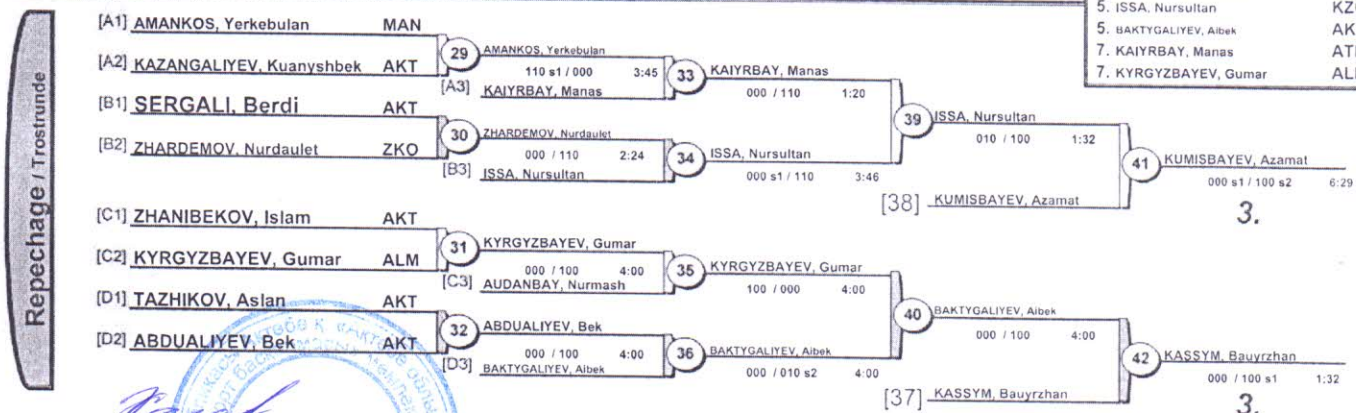 5. ISSA, Nursultan
5. BAKTYGALIYEV, Aibek
7. KAIYRBAY, Manas
7. KYRGYZBAYEV, Gumar
Repechage / Trostrunde
[A1] AMANKOS, Yerkebulan MAN
[A2] KAZANGALIYEV, Kuanyshbek AKT
29
AMANKOS, Yerkebulan
110 s1 / 000 3:45
[A3] KAIYRBAY, Manas
33
KAIYRBAY, Manas
000 / 110 1:20
[B1] SERGALI, Berdi AKT
[B2] ZHARDEMOV, Nurdaulet ZKO
30
ZHARDEMOV, Nurdaulet
000 / 110 2:24
[B3] ISSA, Nursultan
34
ISSA, Nursultan
000 s1 / 110 3:46
39
ISSA, Nursultan
010 / 100 1:32
[38] KUMISBAYEV, Azamat
41
KUMISBAYEV, Azamat
000 s1 / 100 s2 6:29
3.
[C1] ZHANIBEKOV, Islam AKT
[C2] KYRGYZBAYEV, Gumar ALM
31
KYRGYZBAYEV, Gumar
000 / 100 4:00
[C3] AUDANBAY, Nurmash
35
KYRGYZBAYEV, Gumar
100 / 000 4:00
[D1] TAZHIKOV, Aslan AKT
[D2] ABDUALIYEV, Bek AKT
32
ABDUALIYEV, Bek
000 / 100 4:00
[D3] BAKTYGALIYEV, Aibek
36
BAKTYGALIYEV, Aibek
000 / 010 s2 4:00
40
BAKTYGALIYEV, Aibek
000 / 100 4:00
[37] KASSYM, Bauyrzhan
42
KASSYM, Bauyrzhan
000 / 100 s1 1:32
3.